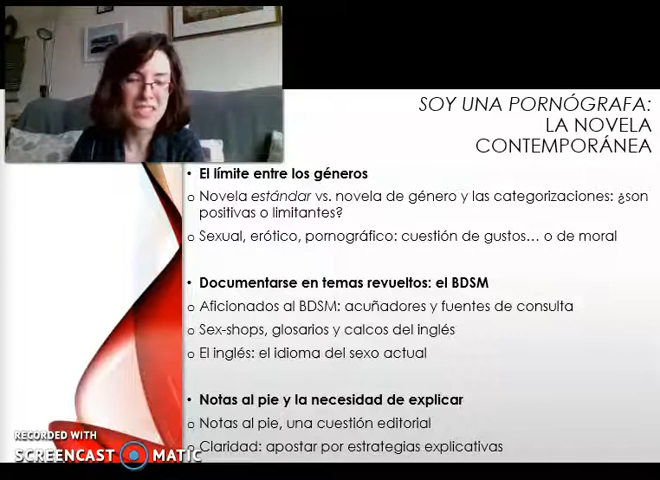 SOY UNA PORNÓGRAFA:
LA NOVELA
CONTEMPORÁNEA
• El límite entre los géneros
o Novela estándar vs. novela de género y las categorizaciones: ¿son
positivas o limitantes?
o Sexual, erótico, pornográfico: cuestión de gustos... o de moral
• Documentarse en temas revueltos: el BDSM
o Aficionados al BDSM: acuñadores y fuentes de consulta
o Sex-shops, glosarios y calcos del inglés
o El inglés: el idioma del sexo actual
• Notas al pie y la necesidad de explicar
o Notas al pie, una cuestión editorial
o Claridad: apostar por estrategias explicativas
RECORDED WITH
SCREENCAST MATIC